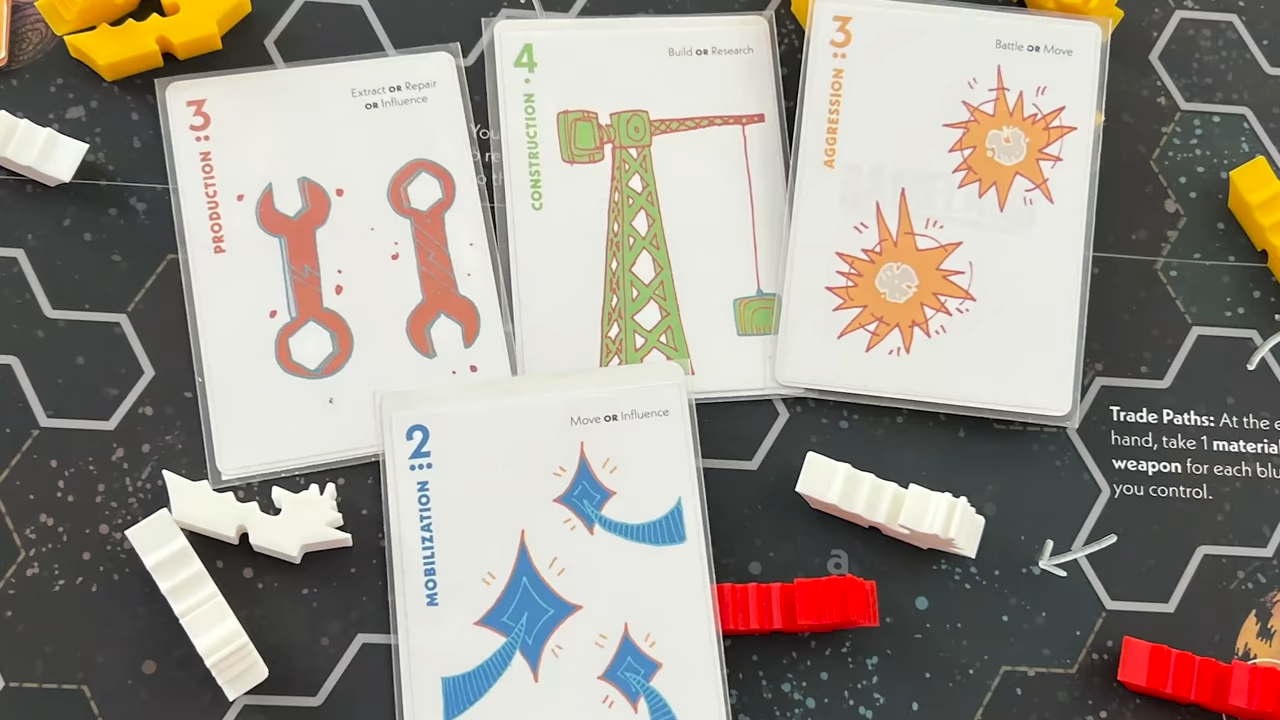 3
PRODUCTION
Extract OR Repair
OR Influence
4
CONSTRUCTION
Build OR Research
3
AGGRESSION
Battle OR Move
2
MOBILIZATION
Move OR Influence
You
Trade Paths: At the e
hand, take 1 material
weapon for each blu
you control.
a